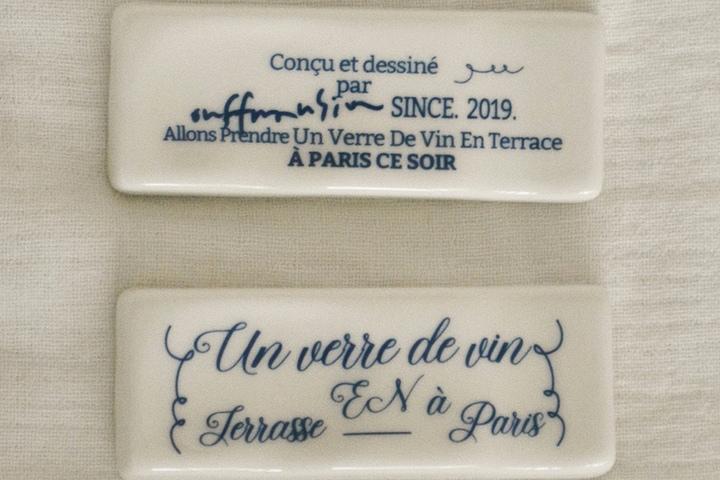 Conçu et dessiné
par
SINCE. 2019.
Allons Prendre Un Verre De Vin En Terrace
À PARIS CE SOIR
Un verre de vin
EN à
Terrasse Paris